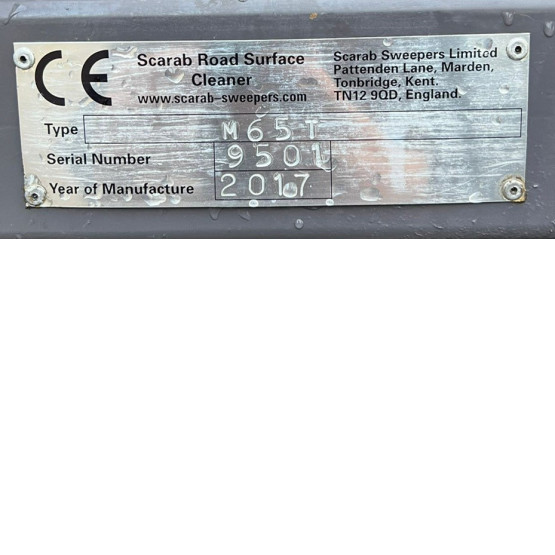 CE
Scarab Road Surface
Cleaner
www.scarab-sweepers.com
Scarab Sweepers Limited
Pattenden Lane, Marden,
Tonbridge, Kent.
TN12 9QD, England.
Type M65T
Serial Number 9501
Year of Manufacture 2017